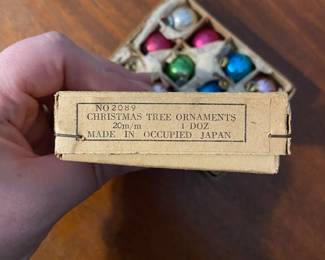 NO 2089
CHRISTMAS TREE ORNAMENTS
20m/m 1 DOZ
MADE IN OCCUPIED JAPAN